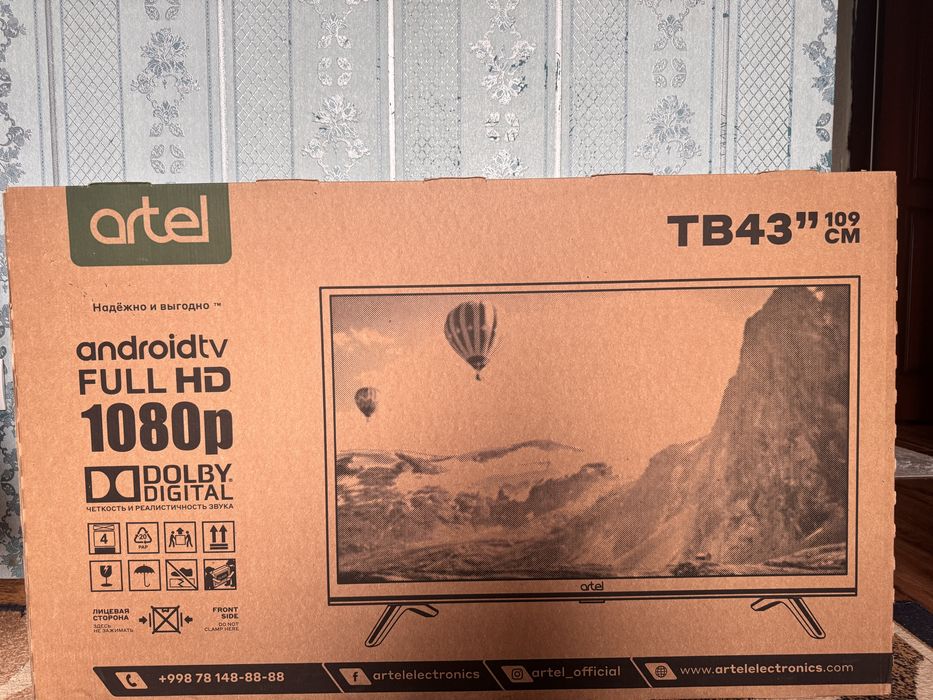 artel
TB43” 109 СМ
Надёжно и выгодно ™
androidtv
FULL HD
1080p
DOLBY®
DIGITAL
ЧЕТКОСТЬ И РЕАЛИСТИЧНОСТЬ ЗВУКА
4
20
PAP
artel
ЛИЦЕВАЯ СТОРОНА
ЗДЕСЬ НЕ ЗАЖИМАТЬ
FRONT SIDE
DO NOT CLAMP HERE
+998 78 148-88-88
artelelectronics
artel_official
www.artelelectronics.com